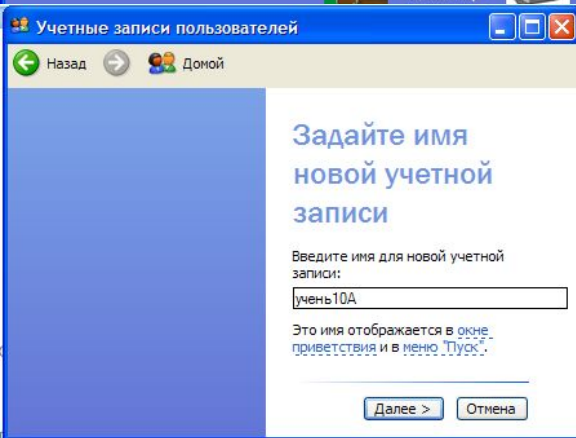 Учетные записи пользователей
Назад Домой
Задайте имя
новой учетной
записи
Введите имя для новой учетной
записи:
учень10А
Это имя отображается в окне
приветствия и в меню "Пуск".
Далее > Отмена